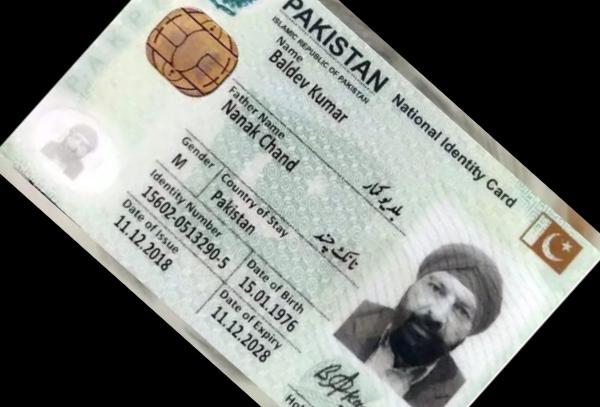 PAKISTAN National Identity Card
ISLAMIC REPUBLIC OF PAKISTAN
Name
Baldev Kumar
بلدیو کمار
Father Name
Nanak Chand
نانک چند
Gender Country of Stay
M Pakistan
Identity Number Date of Birth
15602-0513290-5 15.01.1976
Date of Issue Date of Expiry
11.12.2018 11.12.2028